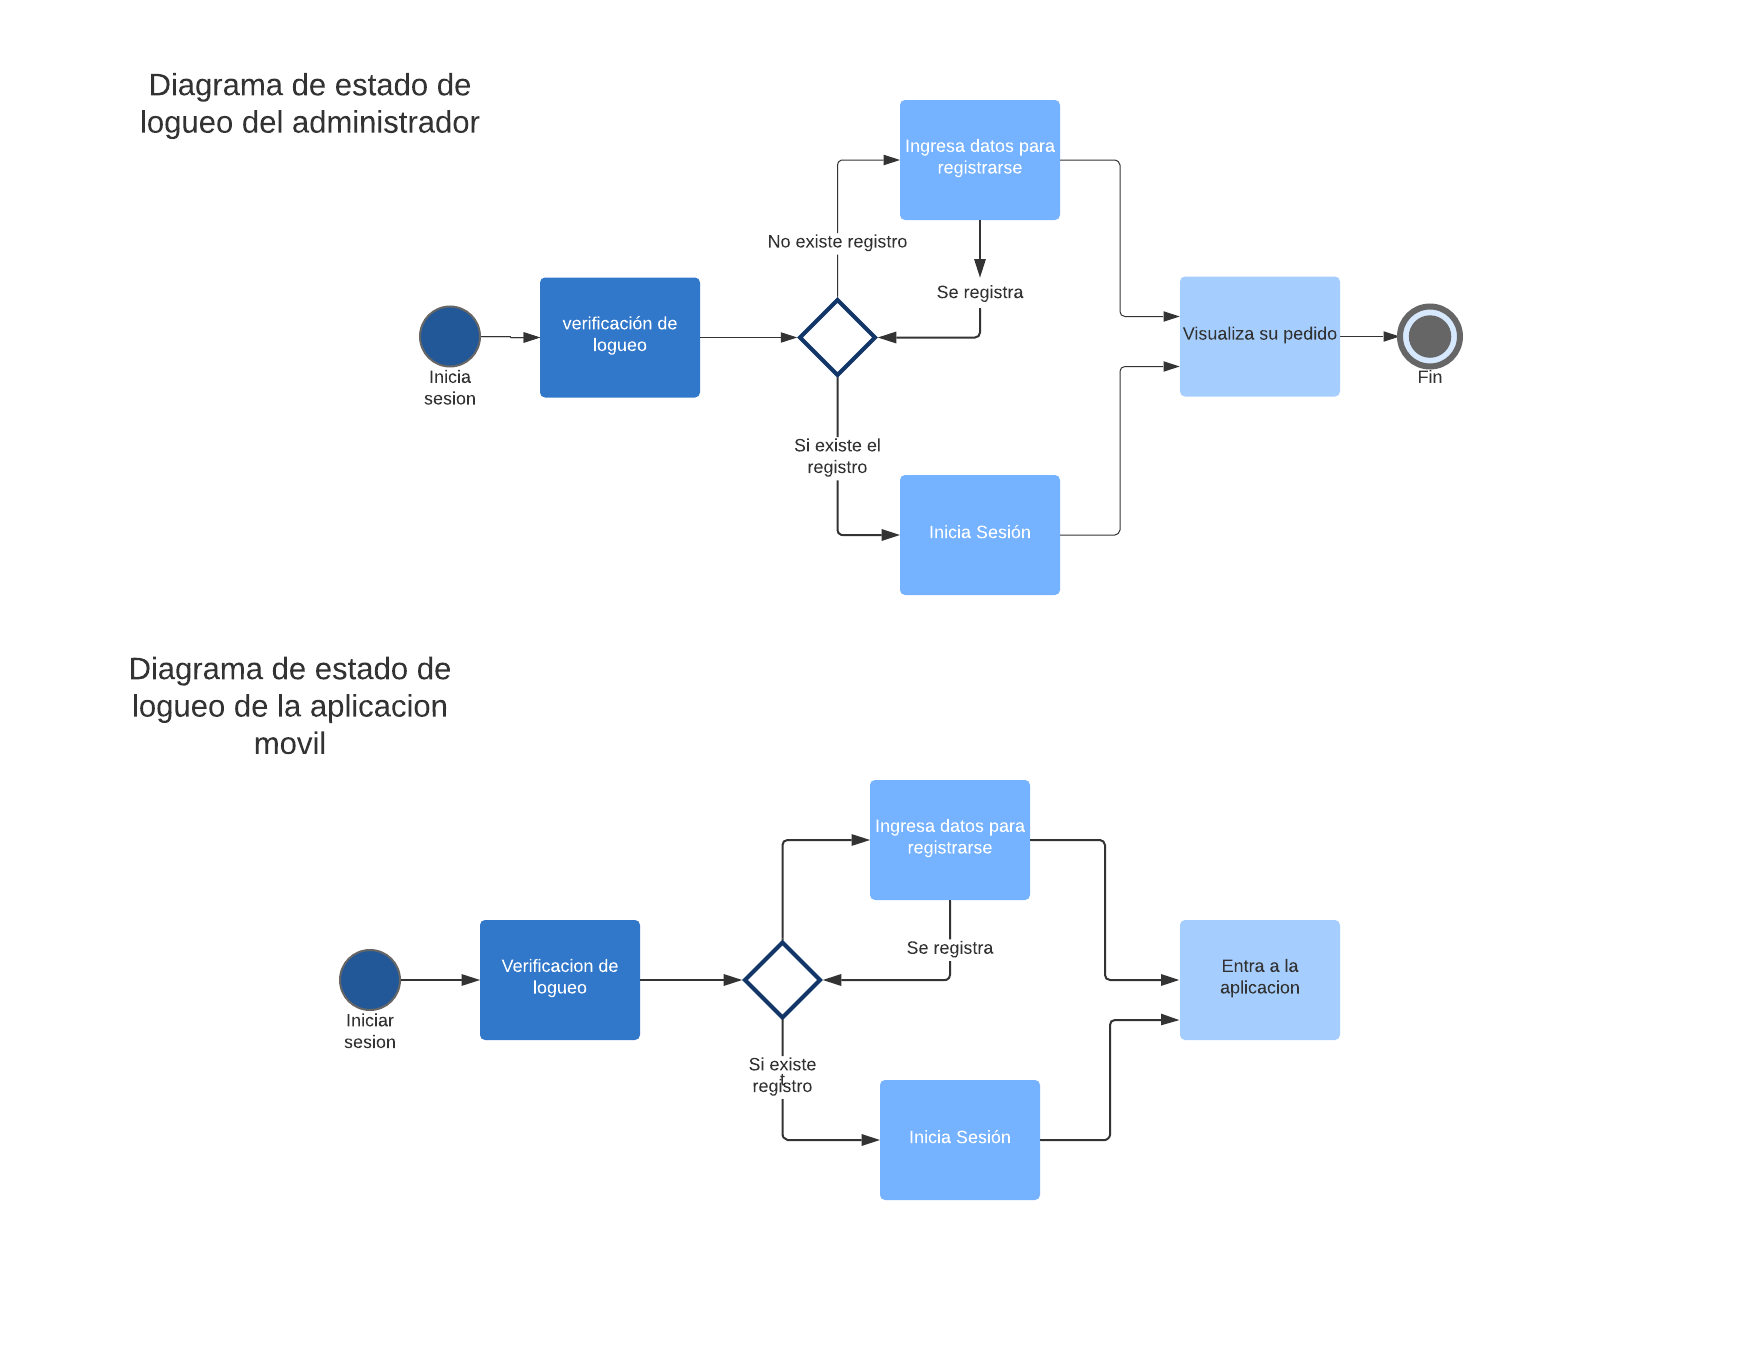 Diagrama de estado de
logueo del administrador
Ingresa datos para
registrarse
No existe registro
Se registra
verificación de
logueo
Visualiza su pedido
Inicia
sesion
Fin
Si existe el
registro
Inicia Sesión
Diagrama de estado de
logueo de la aplicacion
movil
Ingresa datos para
registrarse
Se registra
Verificacion de
logueo
Entra a la
aplicacion
Iniciar
sesion
Si existe
registro
Inicia Sesión